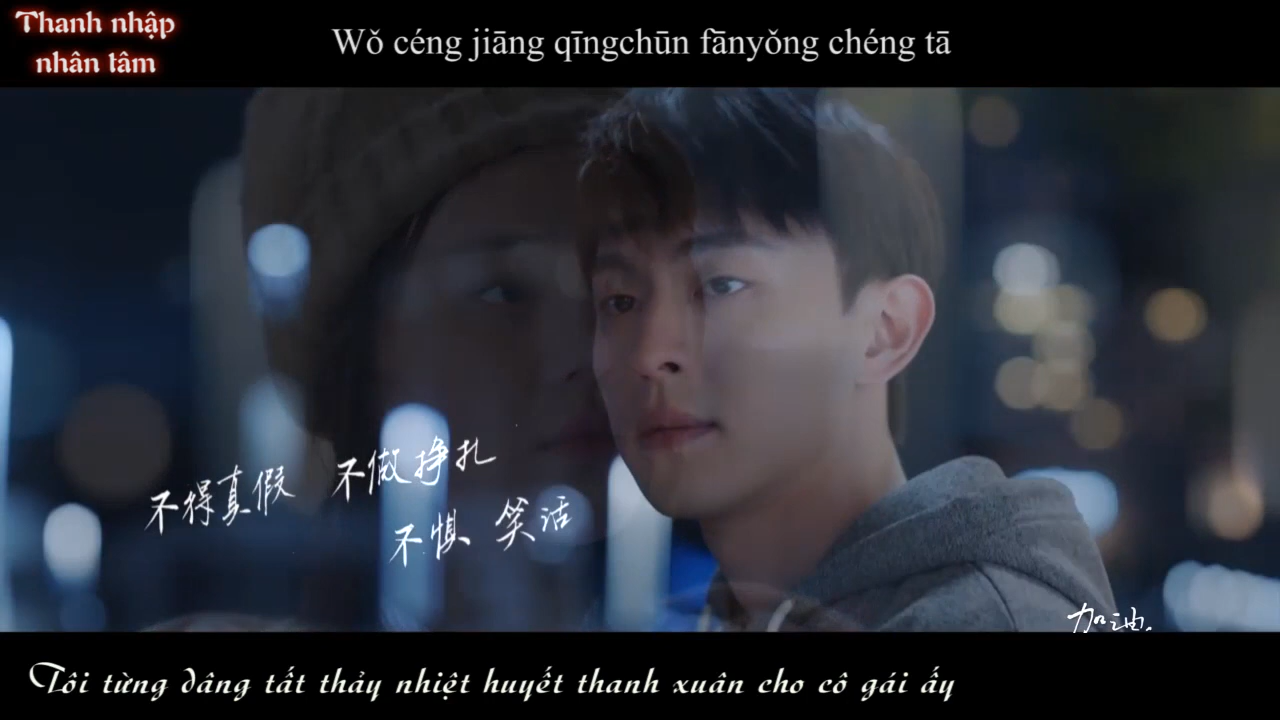 Thanh nhập
nhân tâm
Wǒ céng jiāng qīngchūn fānyǒng chéng tā
不得真假 不做挣扎
不惧 笑话
加油.
Tôi từng dâng tất thảy nhiệt huyết thanh xuân cho cô gái ấy